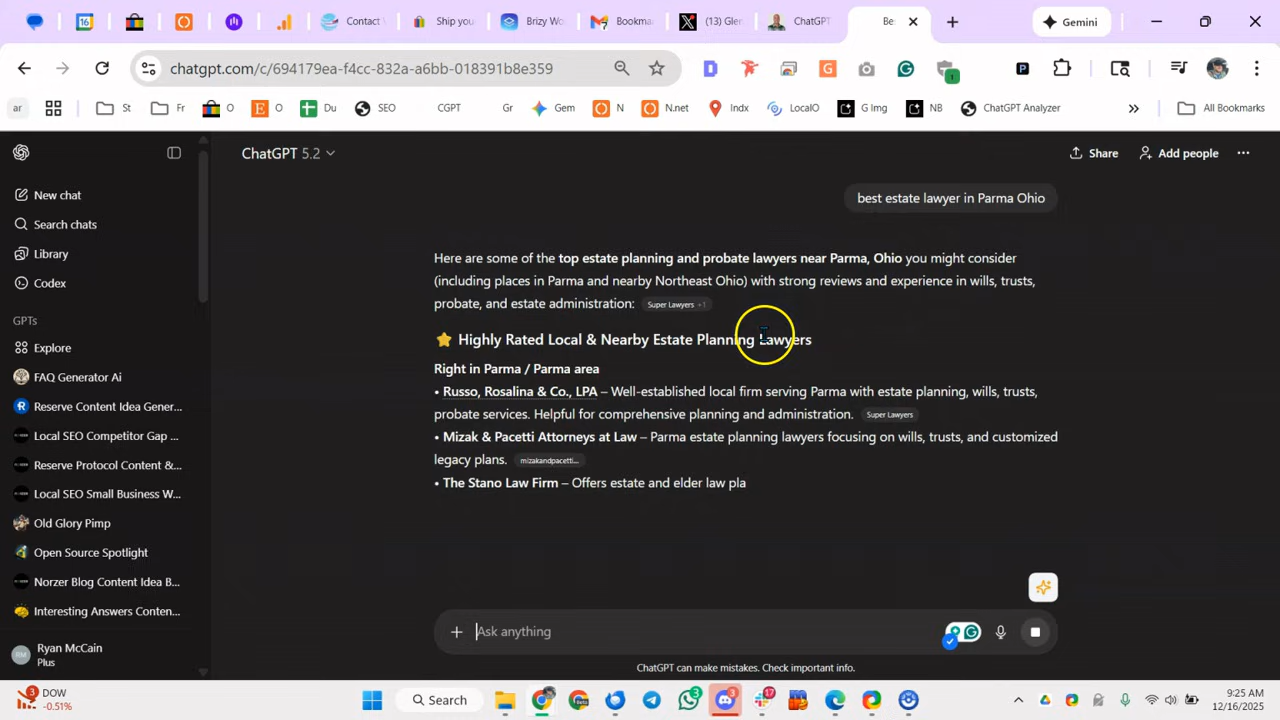 Contact
Ship you
Brizy Wo
Bookmar
(13) Gle
ChatGPT
Be
Gemini
chatgpt.com/c/694179ea-f4cc-832a-a6bb-018391b8e359
ar
St
Fr
O
O
Du
SEO
CGPT
Gr
Gem
N
N.net
Indx
LocalO
G Img
NB
ChatGPT Analyzer
All Bookmarks
ChatGPT 5.2
Share
Add people
New chat
Search chats
Library
Codex
GPTs
Explore
FAQ Generator Ai
Reserve Content Idea Gener...
Local SEO Competitor Gap ...
Reserve Protocol Content &...
Local SEO Small Business W...
Old Glory Pimp
Open Source Spotlight
Norzer Blog Content Idea B...
Interesting Answers Conten...
RM
Ryan McCain
Plus
best estate lawyer in Parma Ohio
Here are some of the top estate planning and probate lawyers near Parma, Ohio you might consider
(including places in Parma and nearby Northeast Ohio) with strong reviews and experience in wills, trusts,
probate, and estate administration: Super Lawyers +1
Highly Rated Local & Nearby Estate Planning Lawyers
Right in Parma / Parma area
• Russo, Rosalina & Co., LPA – Well-established local firm serving Parma with estate planning, wills, trusts,
probate services. Helpful for comprehensive planning and administration. Super Lawyers
• Mizak & Pacetti Attorneys at Law – Parma estate planning lawyers focusing on wills, trusts, and customized
legacy plans. mizakandpacetti...
• The Stano Law Firm – Offers estate and elder law pla
Ask anything
ChatGPT can make mistakes. Check important info.
3
DOW
-0.51%
Search
3
3
17
9:25 AM
12/16/2025